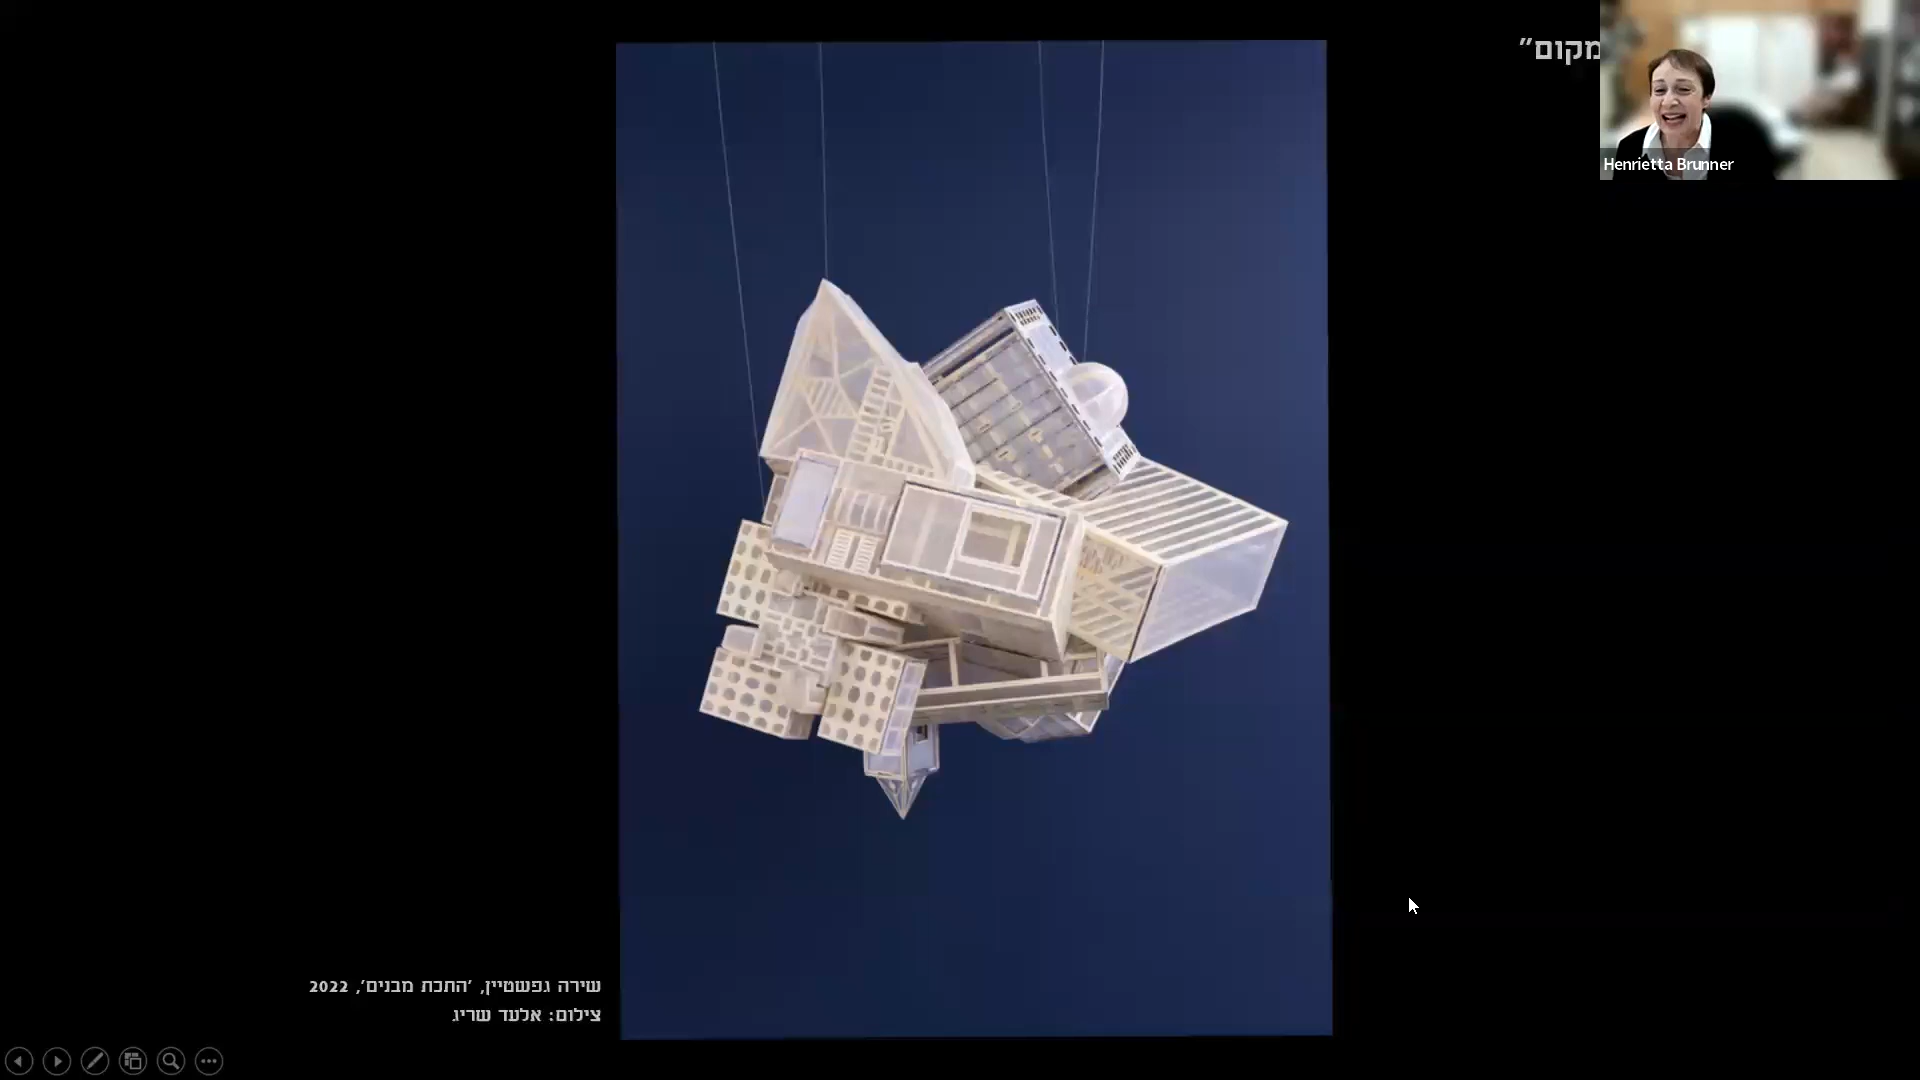 מקום"
Henrietta Brunner
שירה גפשטיין, 'התכת מבנים', 2022
צילום: אלעד שריג